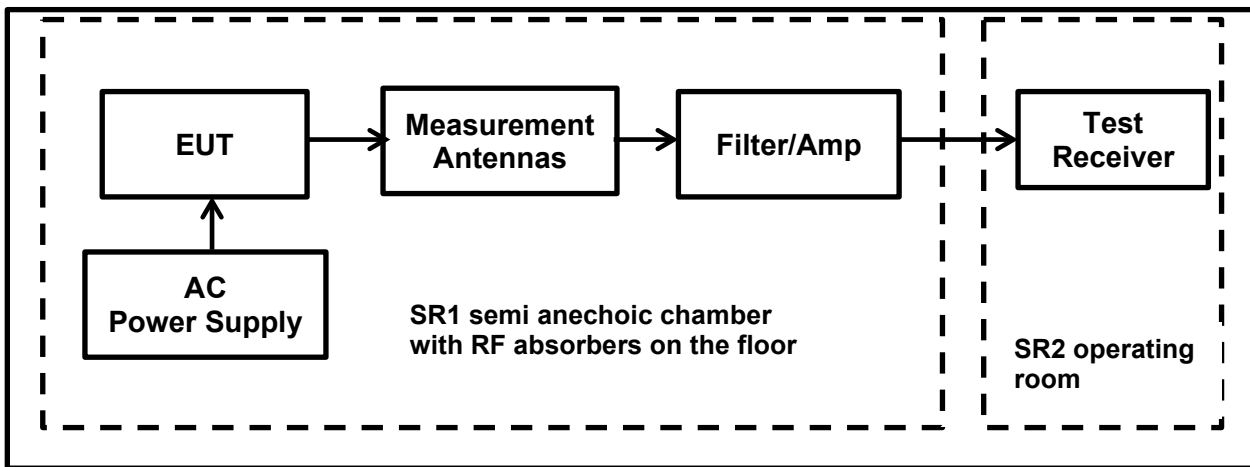 EUT
Measurement
Antennas
Filter/Amp
Test
Receiver
AC
Power Supply
SR1 semi anechoic chamber
with RF absorbers on the floor
SR2 operating
room